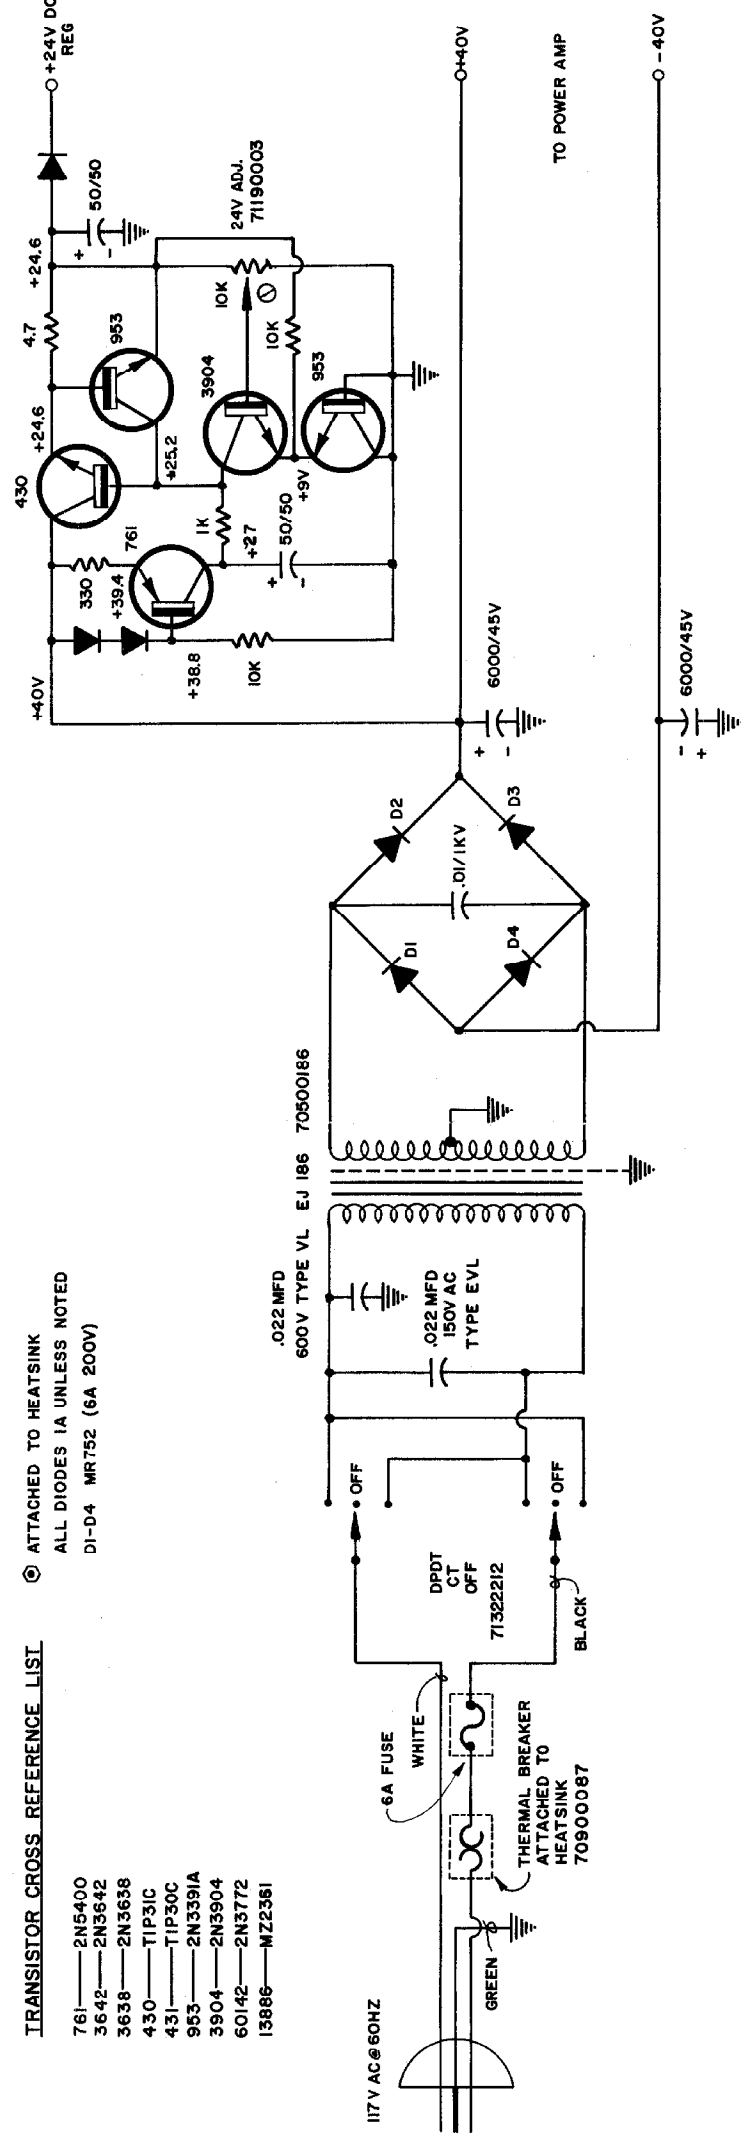 TRANSISTOR CROSS REFERENCE LIST
761——2N5400
3642——2N3642
3638——2N3638
430——TIP31C
431——TIP30C
953——2N3391A
3904——2N3904
60142——2N3772
13886——MZ2361
ATTACHED TO HEATSINK
ALL DIODES 1A UNLESS NOTED
D1-D4 MR752 (6A 200V)
117V AC@60HZ
GREEN
THERMAL BREAKER
ATTACHED TO
HEATSINK
70900087
6A FUSE
WHITE
BLACK
DPDT
CT
OFF
71322212
OFF
OFF
.022 MFD
600V TYPE VL
.022 MFD
150V AC
TYPE EVL
EJ 186 70500186
D1
D2
D3
D4
.01/1KV
+
-
6000/45V
-
+
6000/45V
+40V
-40V
TO POWER AMP
+40V
330
+39.4
761
+38.8
10K
430
+24.6
4.7
+24.6
953
+25.2
1K
+27
+
-
50/50
3904
+9V
10K
10K
953
24V ADJ.
71190003
+
-
50/50
+24V DC
REG